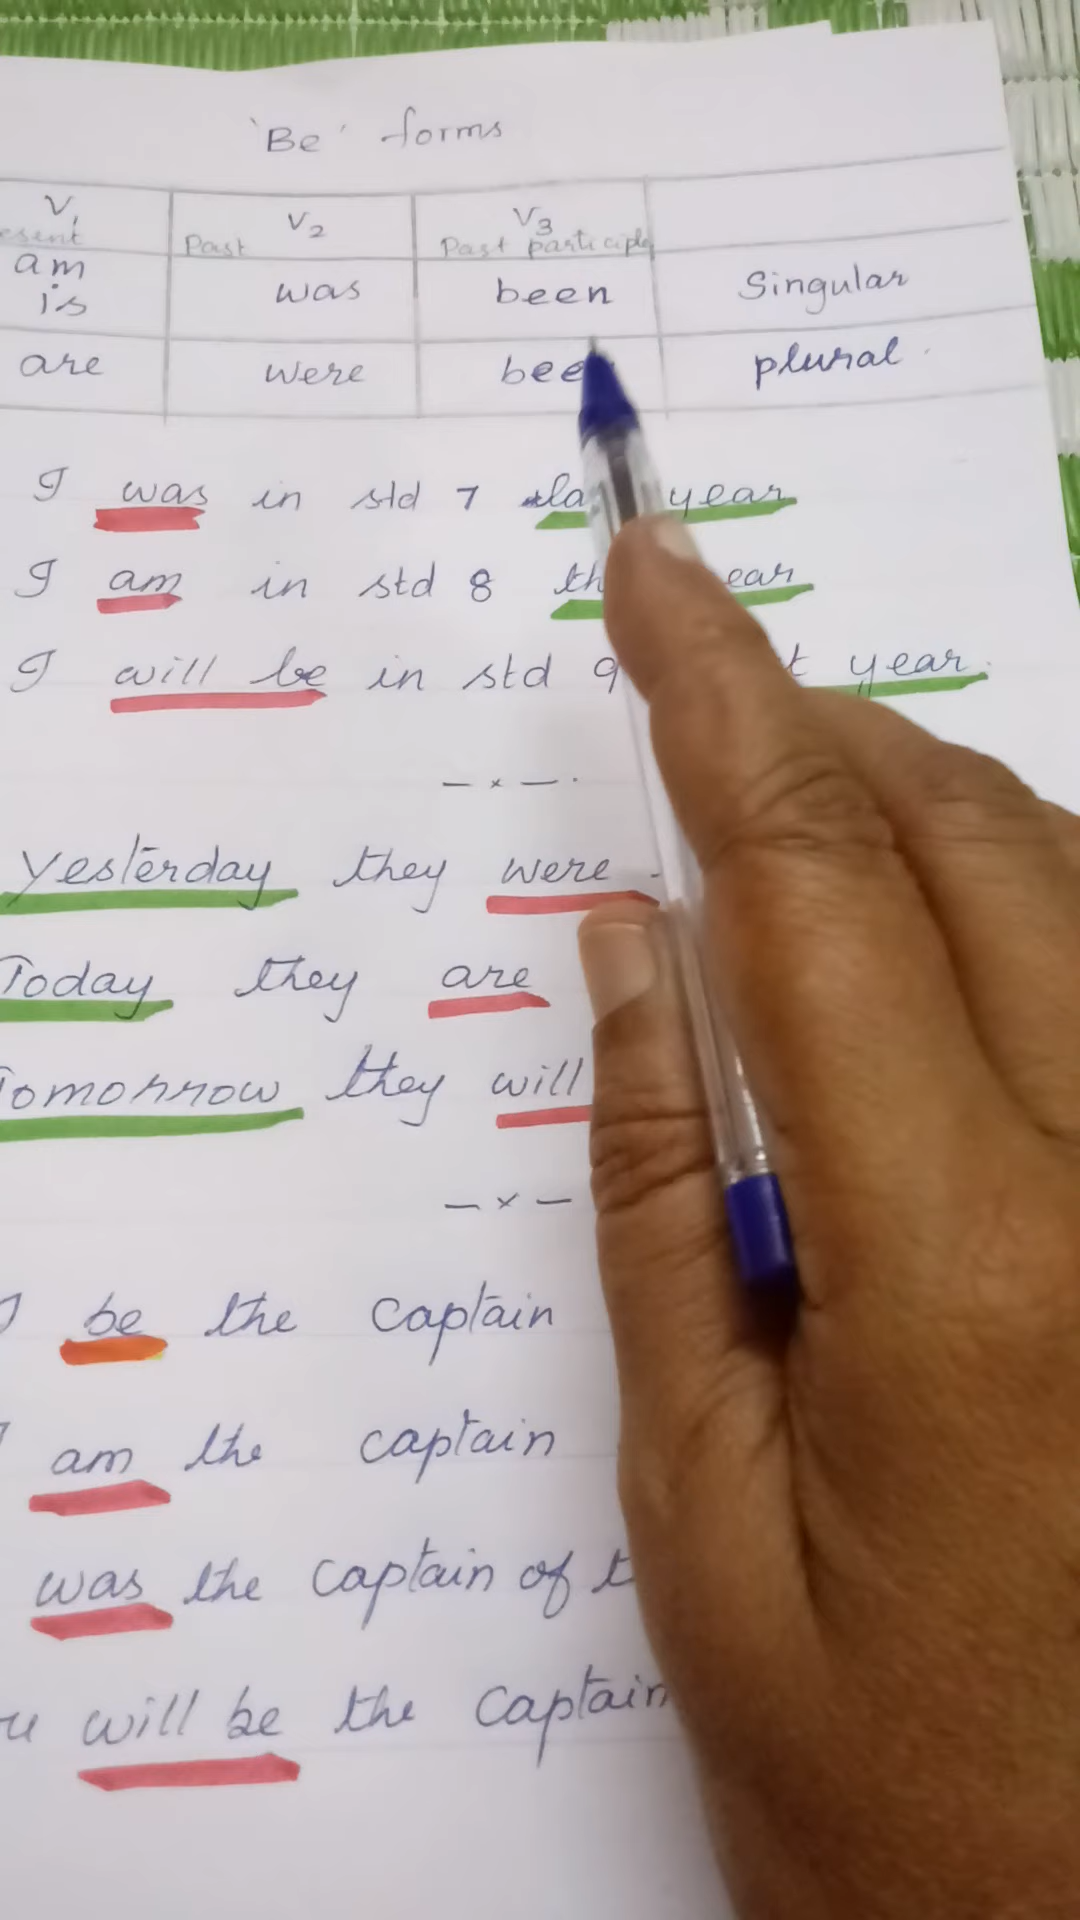 'Be' forms
V1 V2 V3
esent Past Past participle
am
is was been Singular
are were been plural.
I was in std 7 year
I am in std 8 ear
I will be in std 9 t year.
— × — .
Yesterday they were
Today they are
Tomorrow they will
— × —
I be the captain
am the captain
was the captain of t
will be the captain